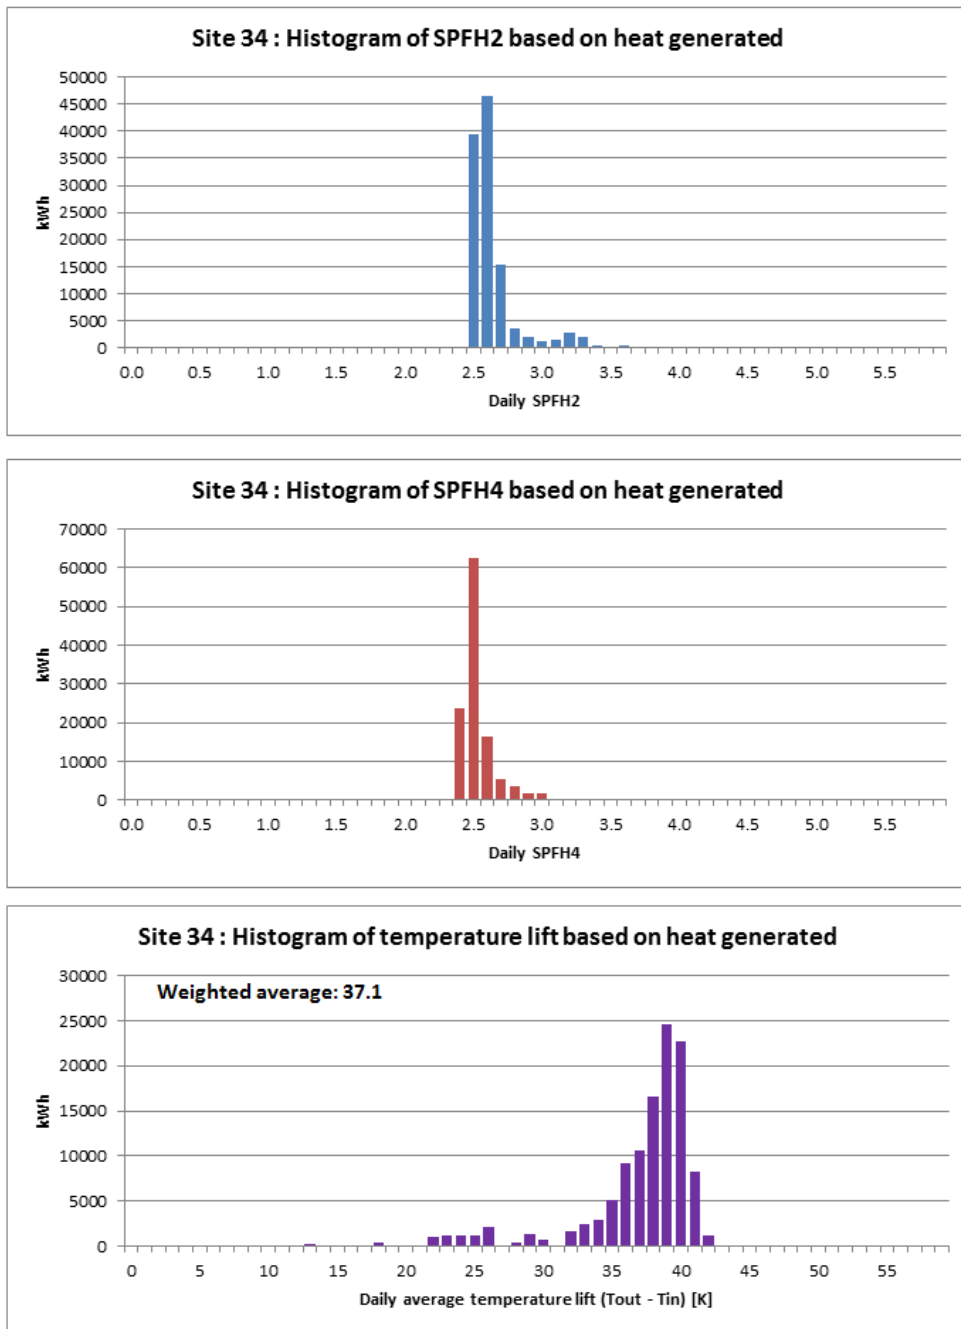 Site 34 : Histogram of SPFH2 based on heat generated
50000
45000
40000
35000
30000
25000
20000
15000
10000
5000
0
kWh
0.0 0.5 1.0 1.5 2.0 2.5 3.0 3.5 4.0 4.5 5.0 5.5
Daily SPFH2
Site 34 : Histogram of SPFH4 based on heat generated
70000
60000
50000
40000
30000
20000
10000
0
kWh
0.0 0.5 1.0 1.5 2.0 2.5 3.0 3.5 4.0 4.5 5.0 5.5
Daily SPFH4
Site 34 : Histogram of temperature lift based on heat generated
Weighted average: 37.1
30000
25000
20000
15000
10000
5000
0
kWh
0 5 10 15 20 25 30 35 40 45 50 55
Daily average temperature lift (Tout - Tin) [K]